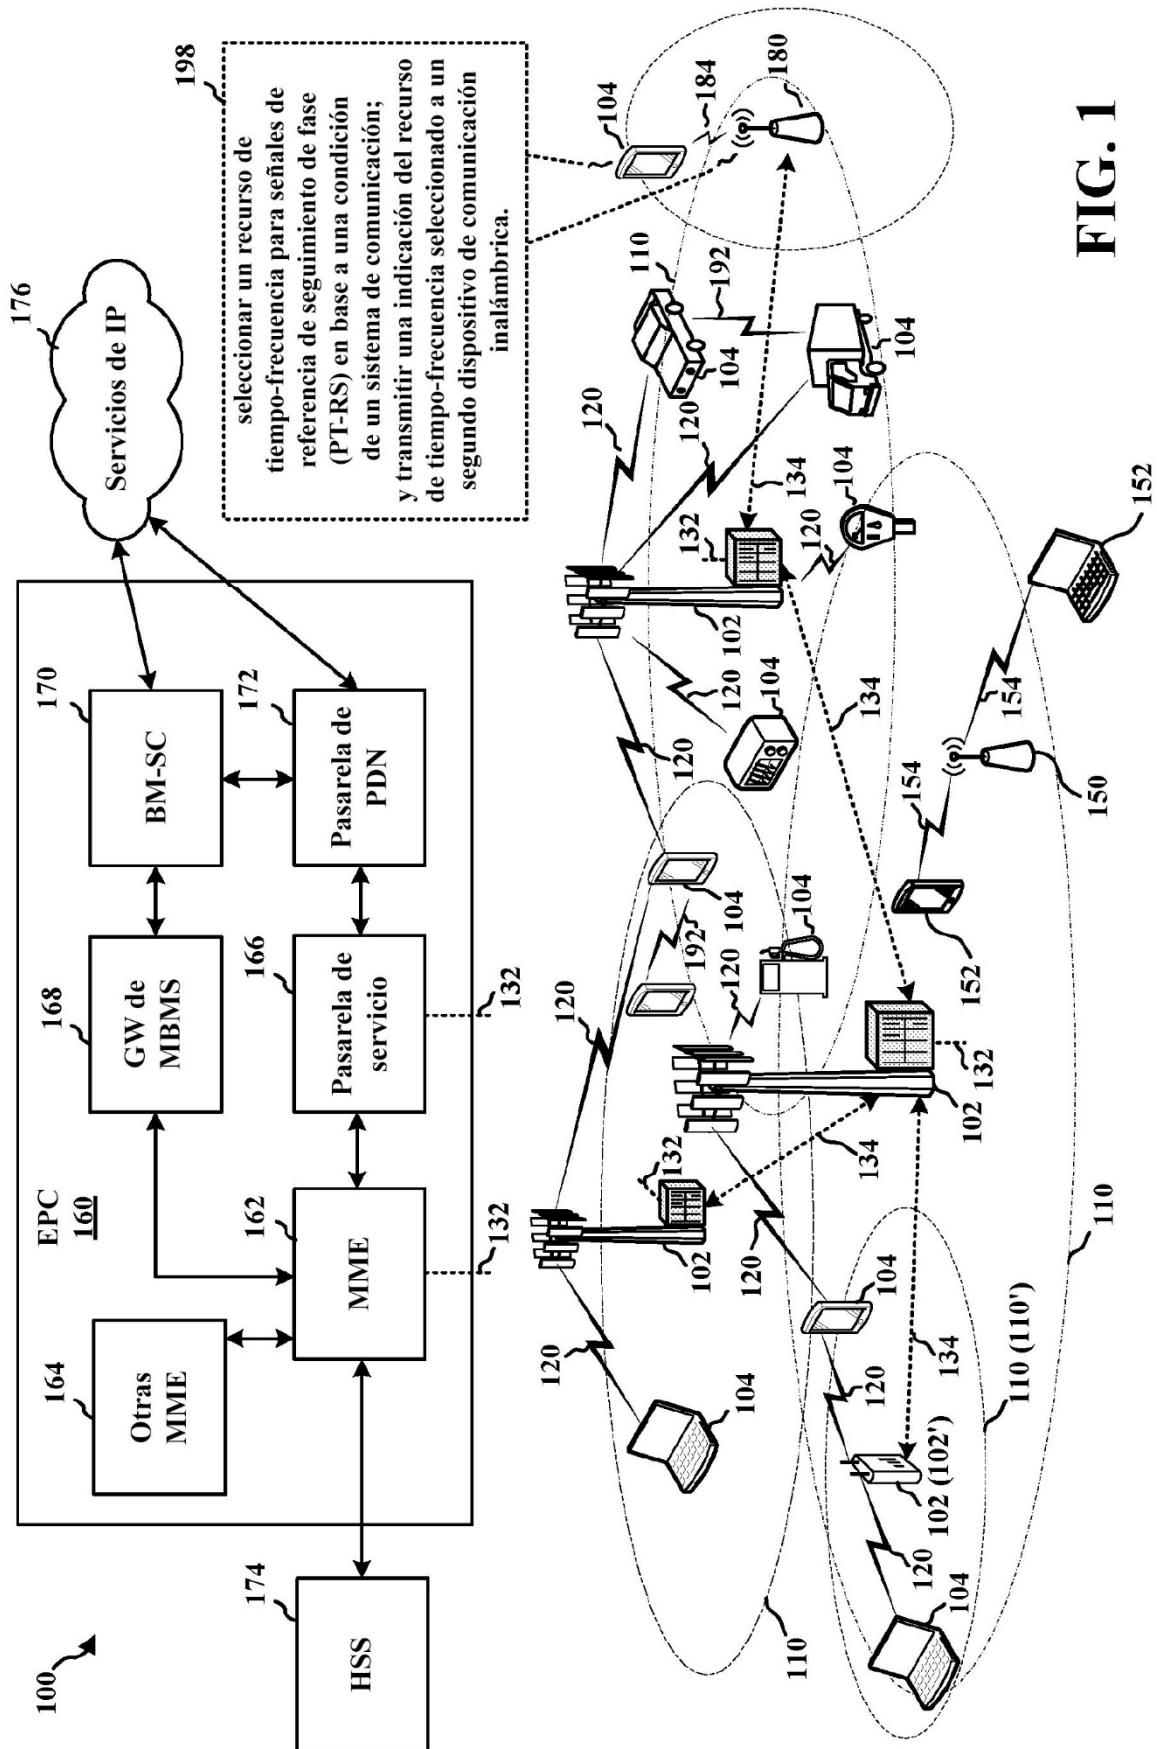 100
174
HSS
EPC
160
164
Otras
MME
162
MME
132
168
GW de
MBMS
166
Pasarela de
servicio
132
170
BM-SC
172
Pasarela de
PDN
176
Servicios de IP
198
seleccionar un recurso de
tiempo-frecuencia para señales de
referencia de seguimiento de fase
(PT-RS) en base a una condición
de un sistema de comunicación;
y transmitir una indicación del recurso
de tiempo-frecuencia seleccionado a un
segundo dispositivo de comunicación
inalámbrica.
104
184
180
110
192
104
104
120
120
134
132
102
120
104
120
104
120
134
120
192
104
120
104
132
102
134
132
102
120
104
120
110
104
120
102 (102')
120
104
134
110 (110')
110
152
154
150
154
152
FIG. 1